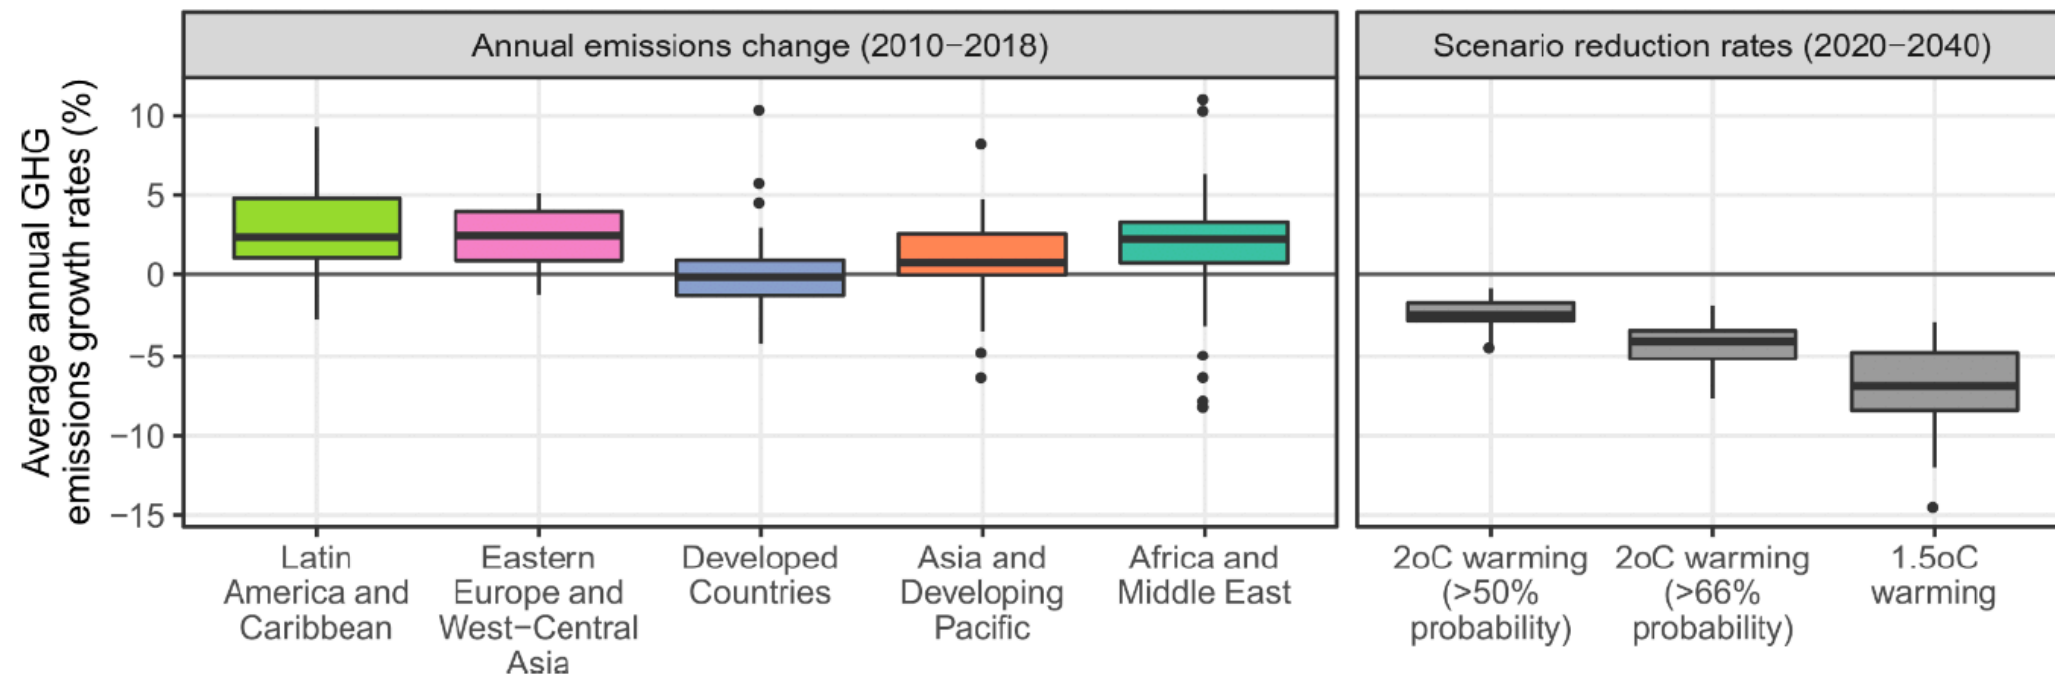 Annual emissions change (2010−2018)
Scenario reduction rates (2020−2040)
Average annual GHG
emissions growth rates (%)
10
5
0
−5
−10
−15
Latin
America and
Caribbean
Eastern
Europe and
West−Central
Asia
Developed
Countries
Asia and
Developing
Pacific
Africa and
Middle East
2oC warming
(>50%
probability)
2oC warming
(>66%
probability)
1.5oC
warming